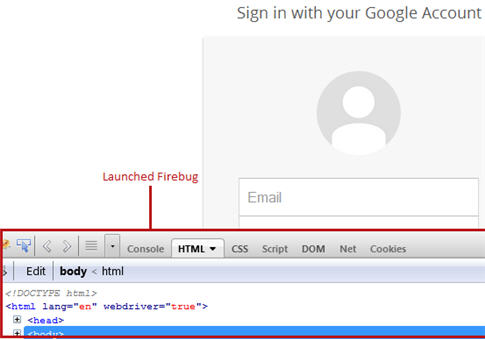 Sign in with your Google Account
Email
Launched Firebug
Console HTML CSS Script DOM Net Cookies
Edit body < html
<!DOCTYPE html>
<html lang="en" webdriver="true">
<head>
<body>